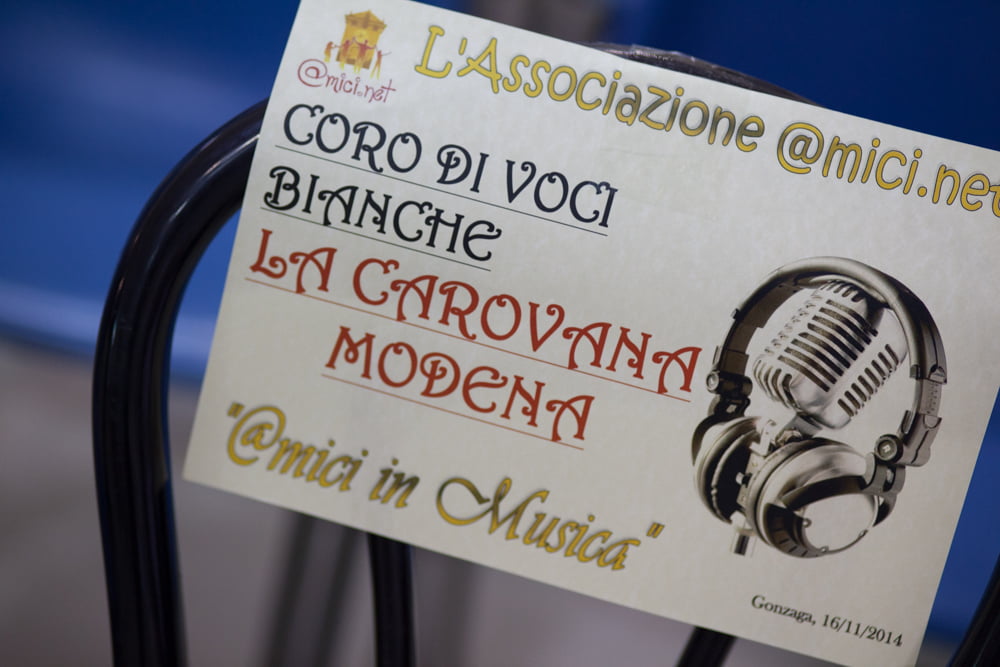 @mici.net
L'Associazione @mici.net
CORO DI VOCI
BIANCHE
LA CAROVANA
MODENA
"@mici in Musica"
Gonzaga, 16/11/2014